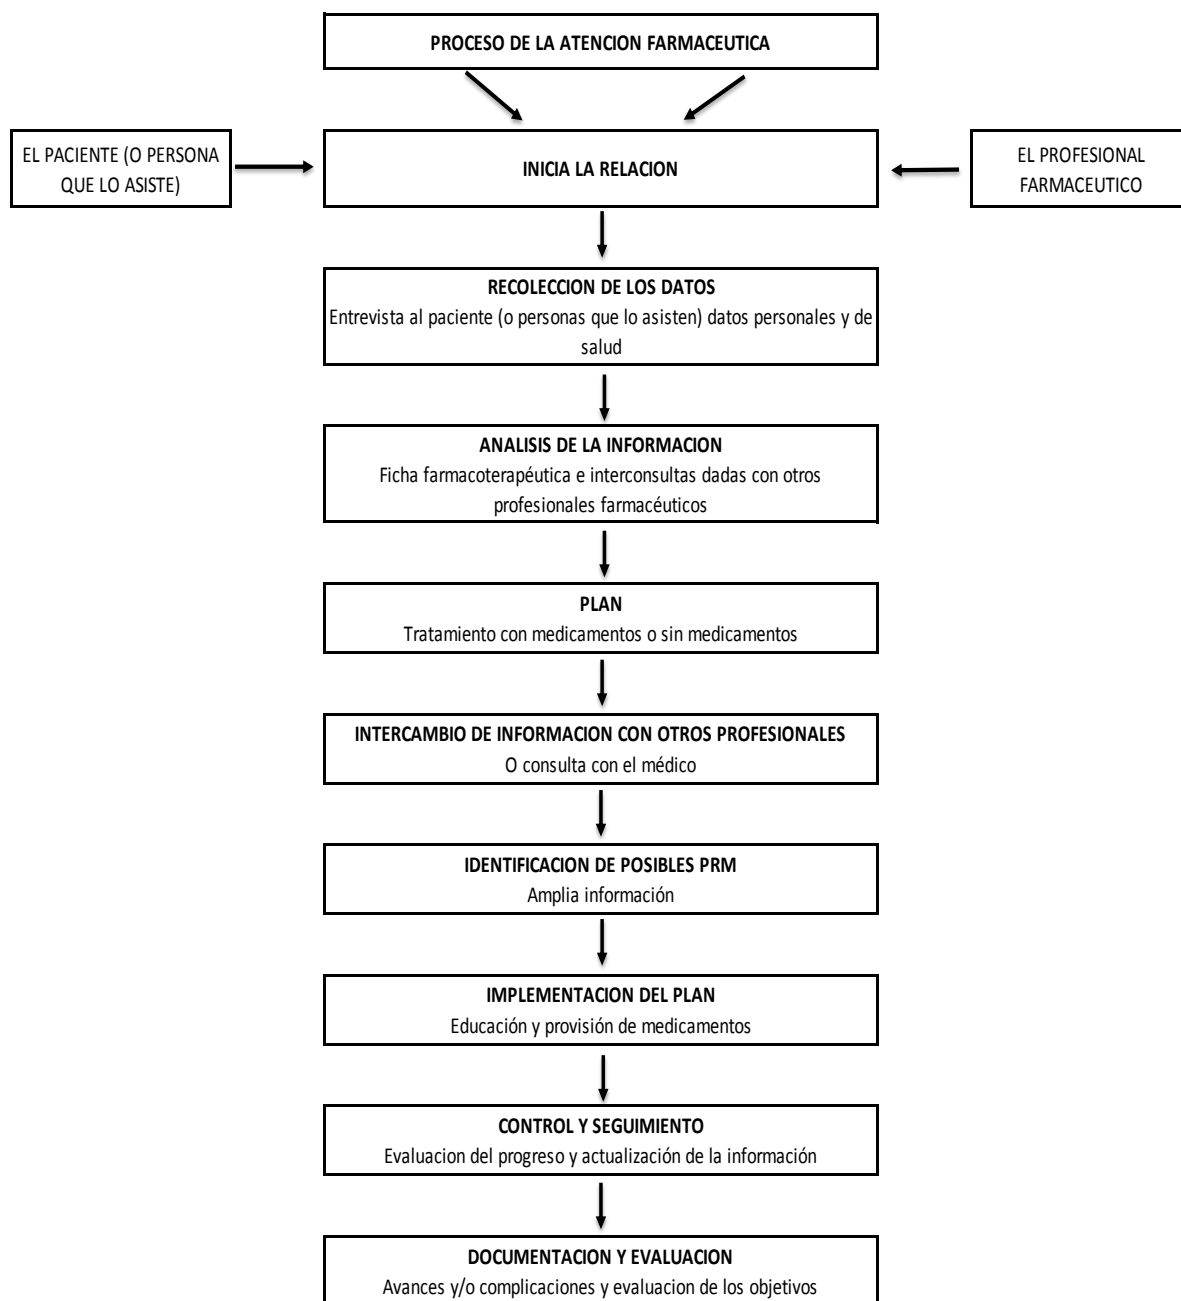 PROCESO DE LA ATENCION FARMACEUTICA
EL PACIENTE (O PERSONA
QUE LO ASISTE)
INICIA LA RELACION
EL PROFESIONAL
FARMACEUTICO
RECOLECCION DE LOS DATOS
Entrevista al paciente (o personas que lo asisten) datos personales y de
salud
ANALISIS DE LA INFORMACION
Ficha farmacoterapéutica e interconsultas dadas con otros
profesionales farmacéuticos
PLAN
Tratamiento con medicamentos o sin medicamentos
INTERCAMBIO DE INFORMACION CON OTROS PROFESIONALES
O consulta con el médico
IDENTIFICACION DE POSIBLES PRM
Amplia información
IMPLEMENTACION DEL PLAN
Educación y provisión de medicamentos
CONTROL Y SEGUIMIENTO
Evaluacion del progreso y actualización de la información
DOCUMENTACION Y EVALUACION
Avances y/o complicaciones y evaluacion de los objetivos